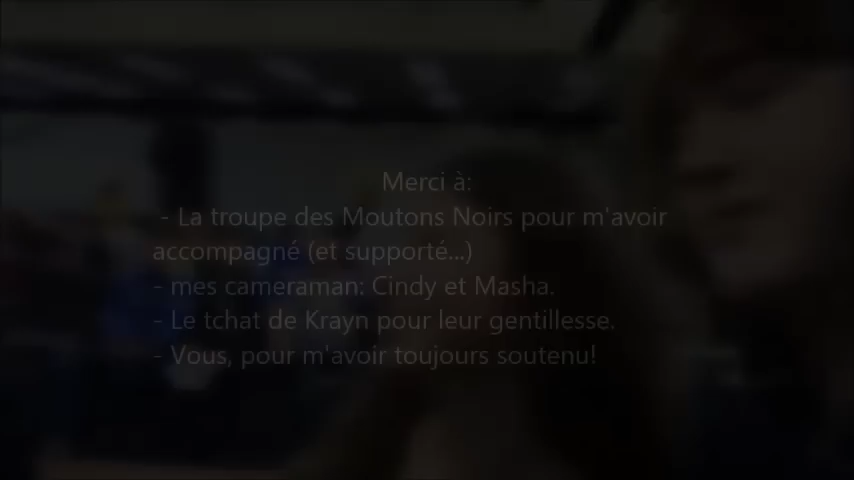 Merci à:
- La troupe des Moutons Noirs pour m'avoir
accompagné (et supporté...)
- mes cameraman: Cindy et Masha.
- Le tchat de Krayn pour leur gentillesse.
- Vous, pour m'avoir toujours soutenu!